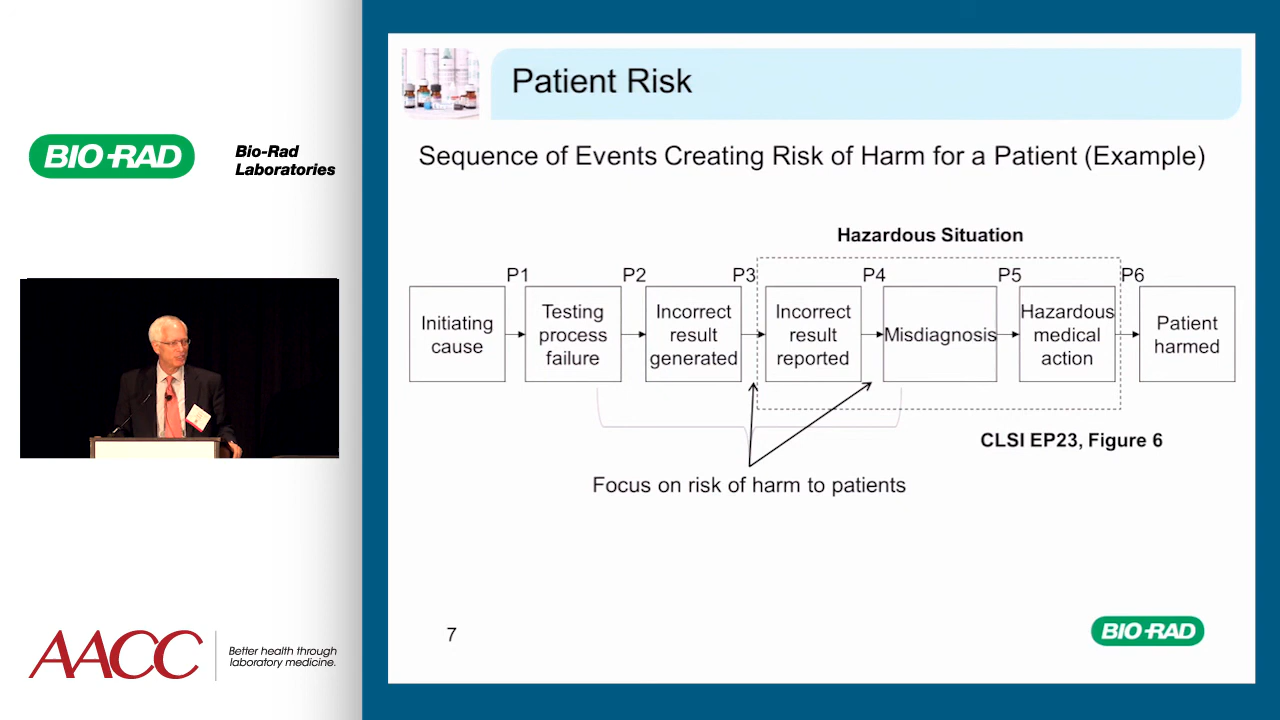 BIO-RAD
Bio-Rad
Laboratories
Patient Risk
Sequence of Events Creating Risk of Harm for a Patient (Example)
Hazardous Situation
P1
P2
P3
P4
P5
P6
Initiating
cause
Testing
process
failure
Incorrect
result
generated
Incorrect
result
reported
Misdiagnosis
Hazardous
medical
action
Patient
harmed
CLSI EP23, Figure 6
Focus on risk of harm to patients
7
BIO-RAD
AACC
Better health through
laboratory medicine.